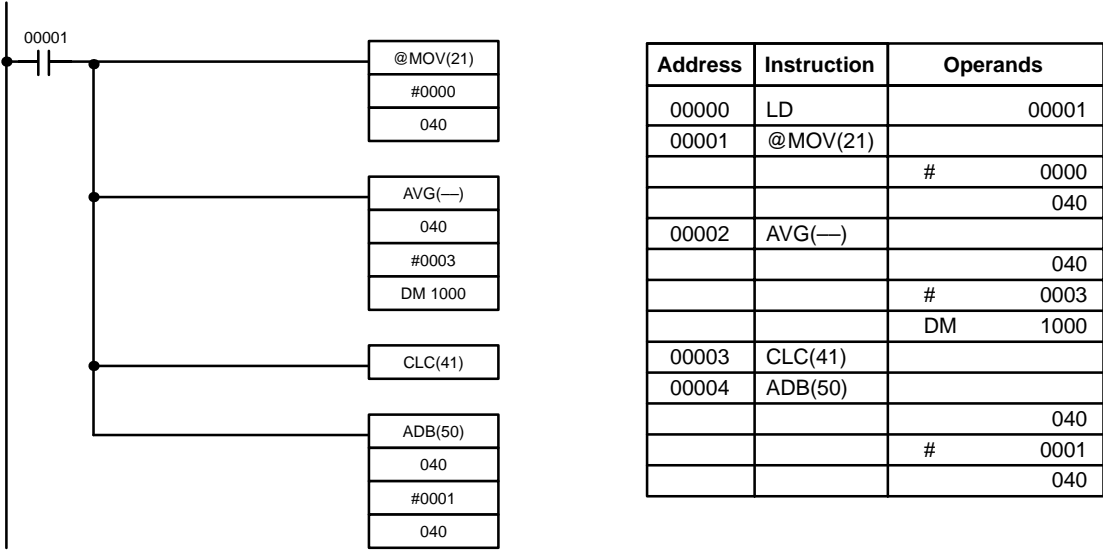 00001
@MOV(21)
#0000
040
AVG(––)
040
#0003
DM 1000
CLC(41)
ADB(50)
040
#0001
040
Address Instruction Operands
00000 LD 00001
00001 @MOV(21)
# 0000
040
00002 AVG(––)
040
# 0003
DM 1000
00003 CLC(41)
00004 ADB(50)
040
# 0001
040